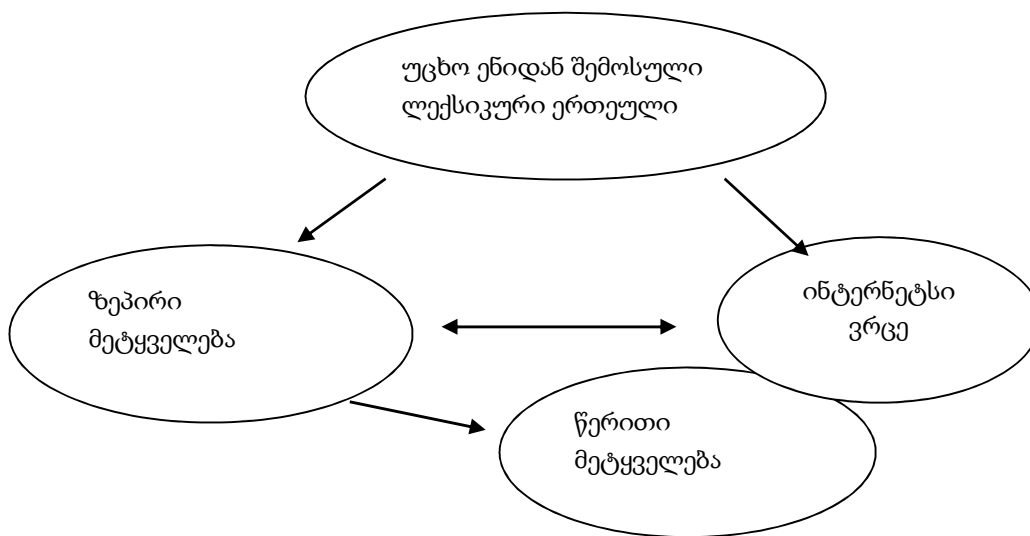 უცხო ენიდან შემოსული
ლექსიკური ერთეული
ზეპირი
მეტყველება
ინტერნეტსი
ვრცე
წერითი
მეტყველება